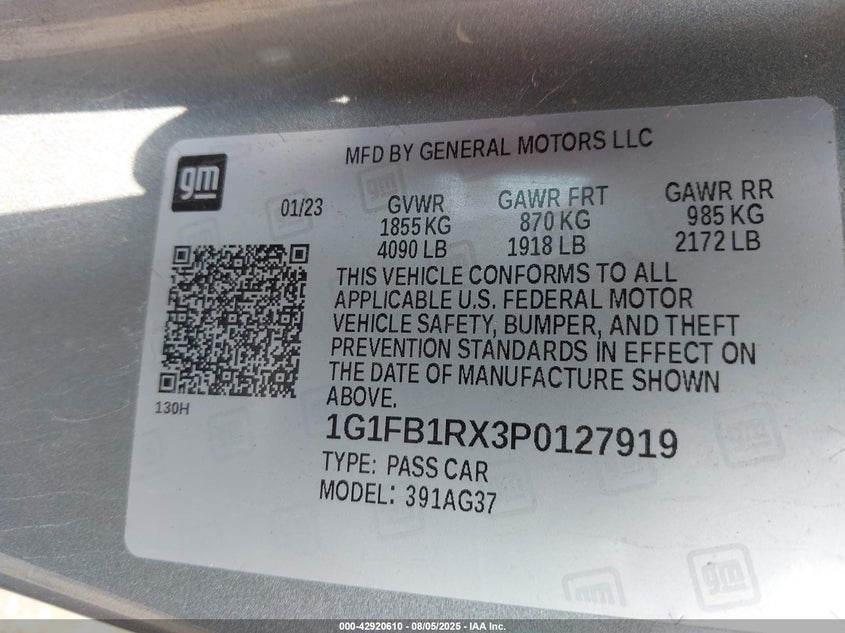 MFD BY GENERAL MOTORS LLC
gm
01/23
GVWR GAWR FRT GAWR RR
1855 KG 870 KG 985 KG
4090 LB 1918 LB 2172 LB
THIS VEHICLE CONFORMS TO ALL
APPLICABLE U.S. FEDERAL MOTOR
VEHICLE SAFETY, BUMPER, AND THEFT
PREVENTION STANDARDS IN EFFECT ON
THE DATE OF MANUFACTURE SHOWN
ABOVE.
130H
1G1FB1RX3P0127919
TYPE: PASS CAR
MODEL: 391AG37
gm
000-42920610 - 08/05/2025 - IAA Inc.